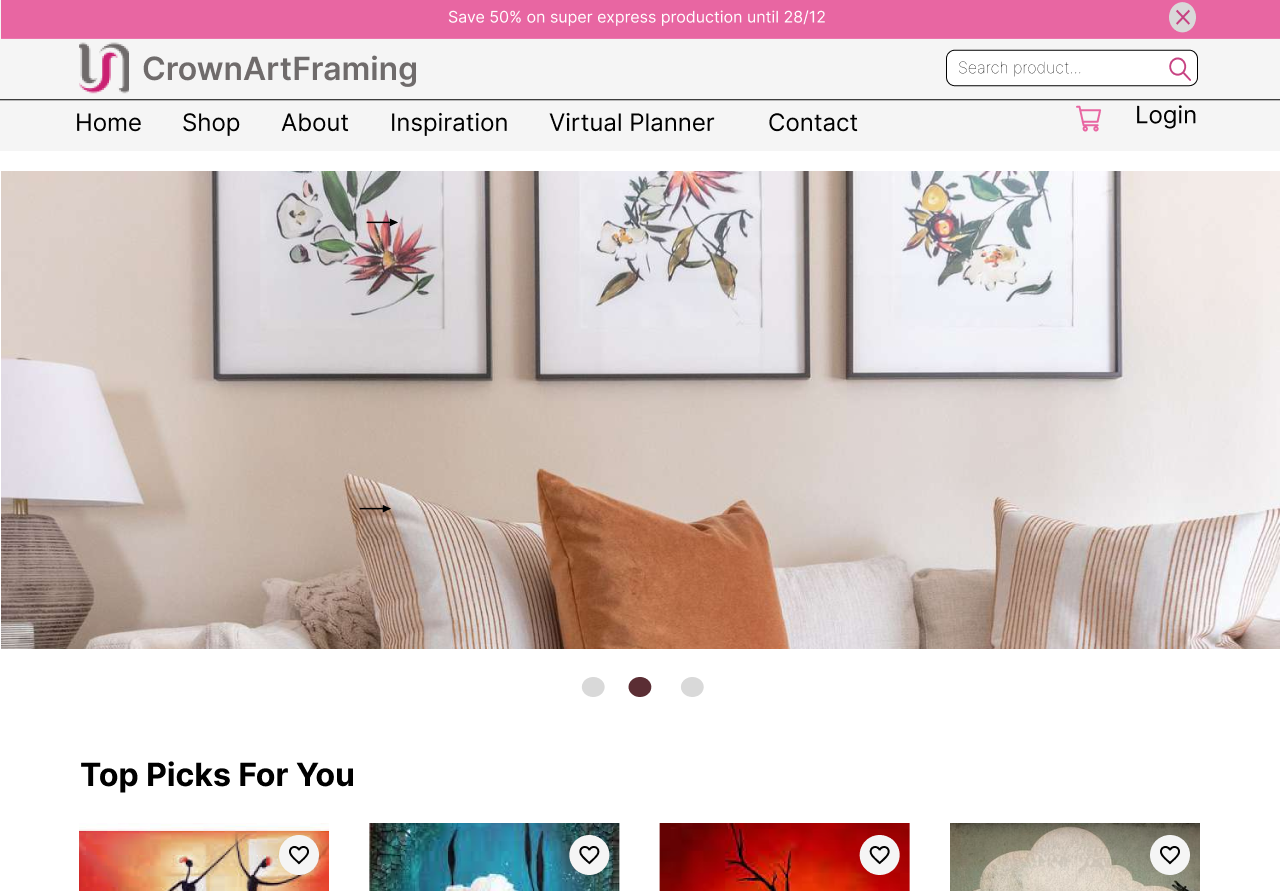 Save 50% on super express production until 28/12
CrownArtFraming
Search product...
Home Shop About Inspiration Virtual Planner Contact Login
Top Picks For You